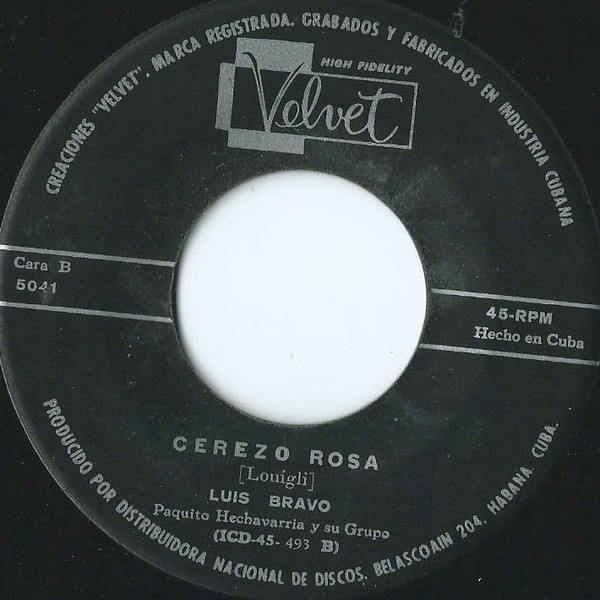 CREACIONES "VELVET". MARCA REGISTRADA. GRABADOS Y FABRICADOS EN INDUSTRIA CUBANA
HIGH FIDELITY
Velvet
Cara B
5041
45-RPM
Hecho en Cuba
CEREZO ROSA
[Louigli]
LUIS BRAVO
Paquito Hechavarria y su Grupo
(ICD-45- 493 B)
PRODUCIDO POR DISTRIBUIDORA NACIONAL DE DISCOS. BELASCOAIN 204. HABANA CUBA.